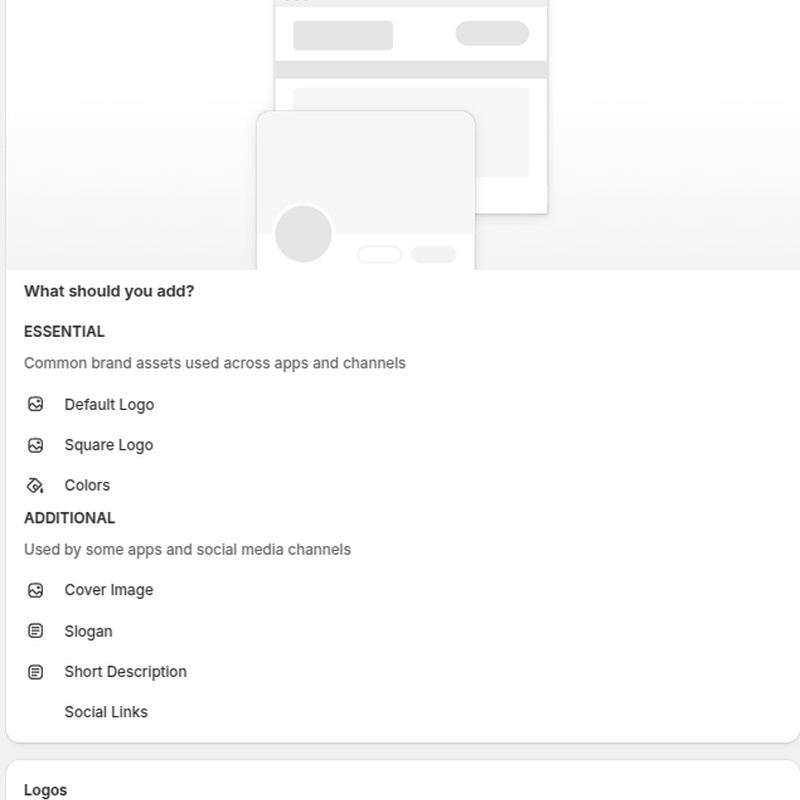 What should you add?
ESSENTIAL
Common brand assets used across apps and channels
Default Logo
Square Logo
Colors
ADDITIONAL
Used by some apps and social media channels
Cover Image
Slogan
Short Description
Social Links
Logos